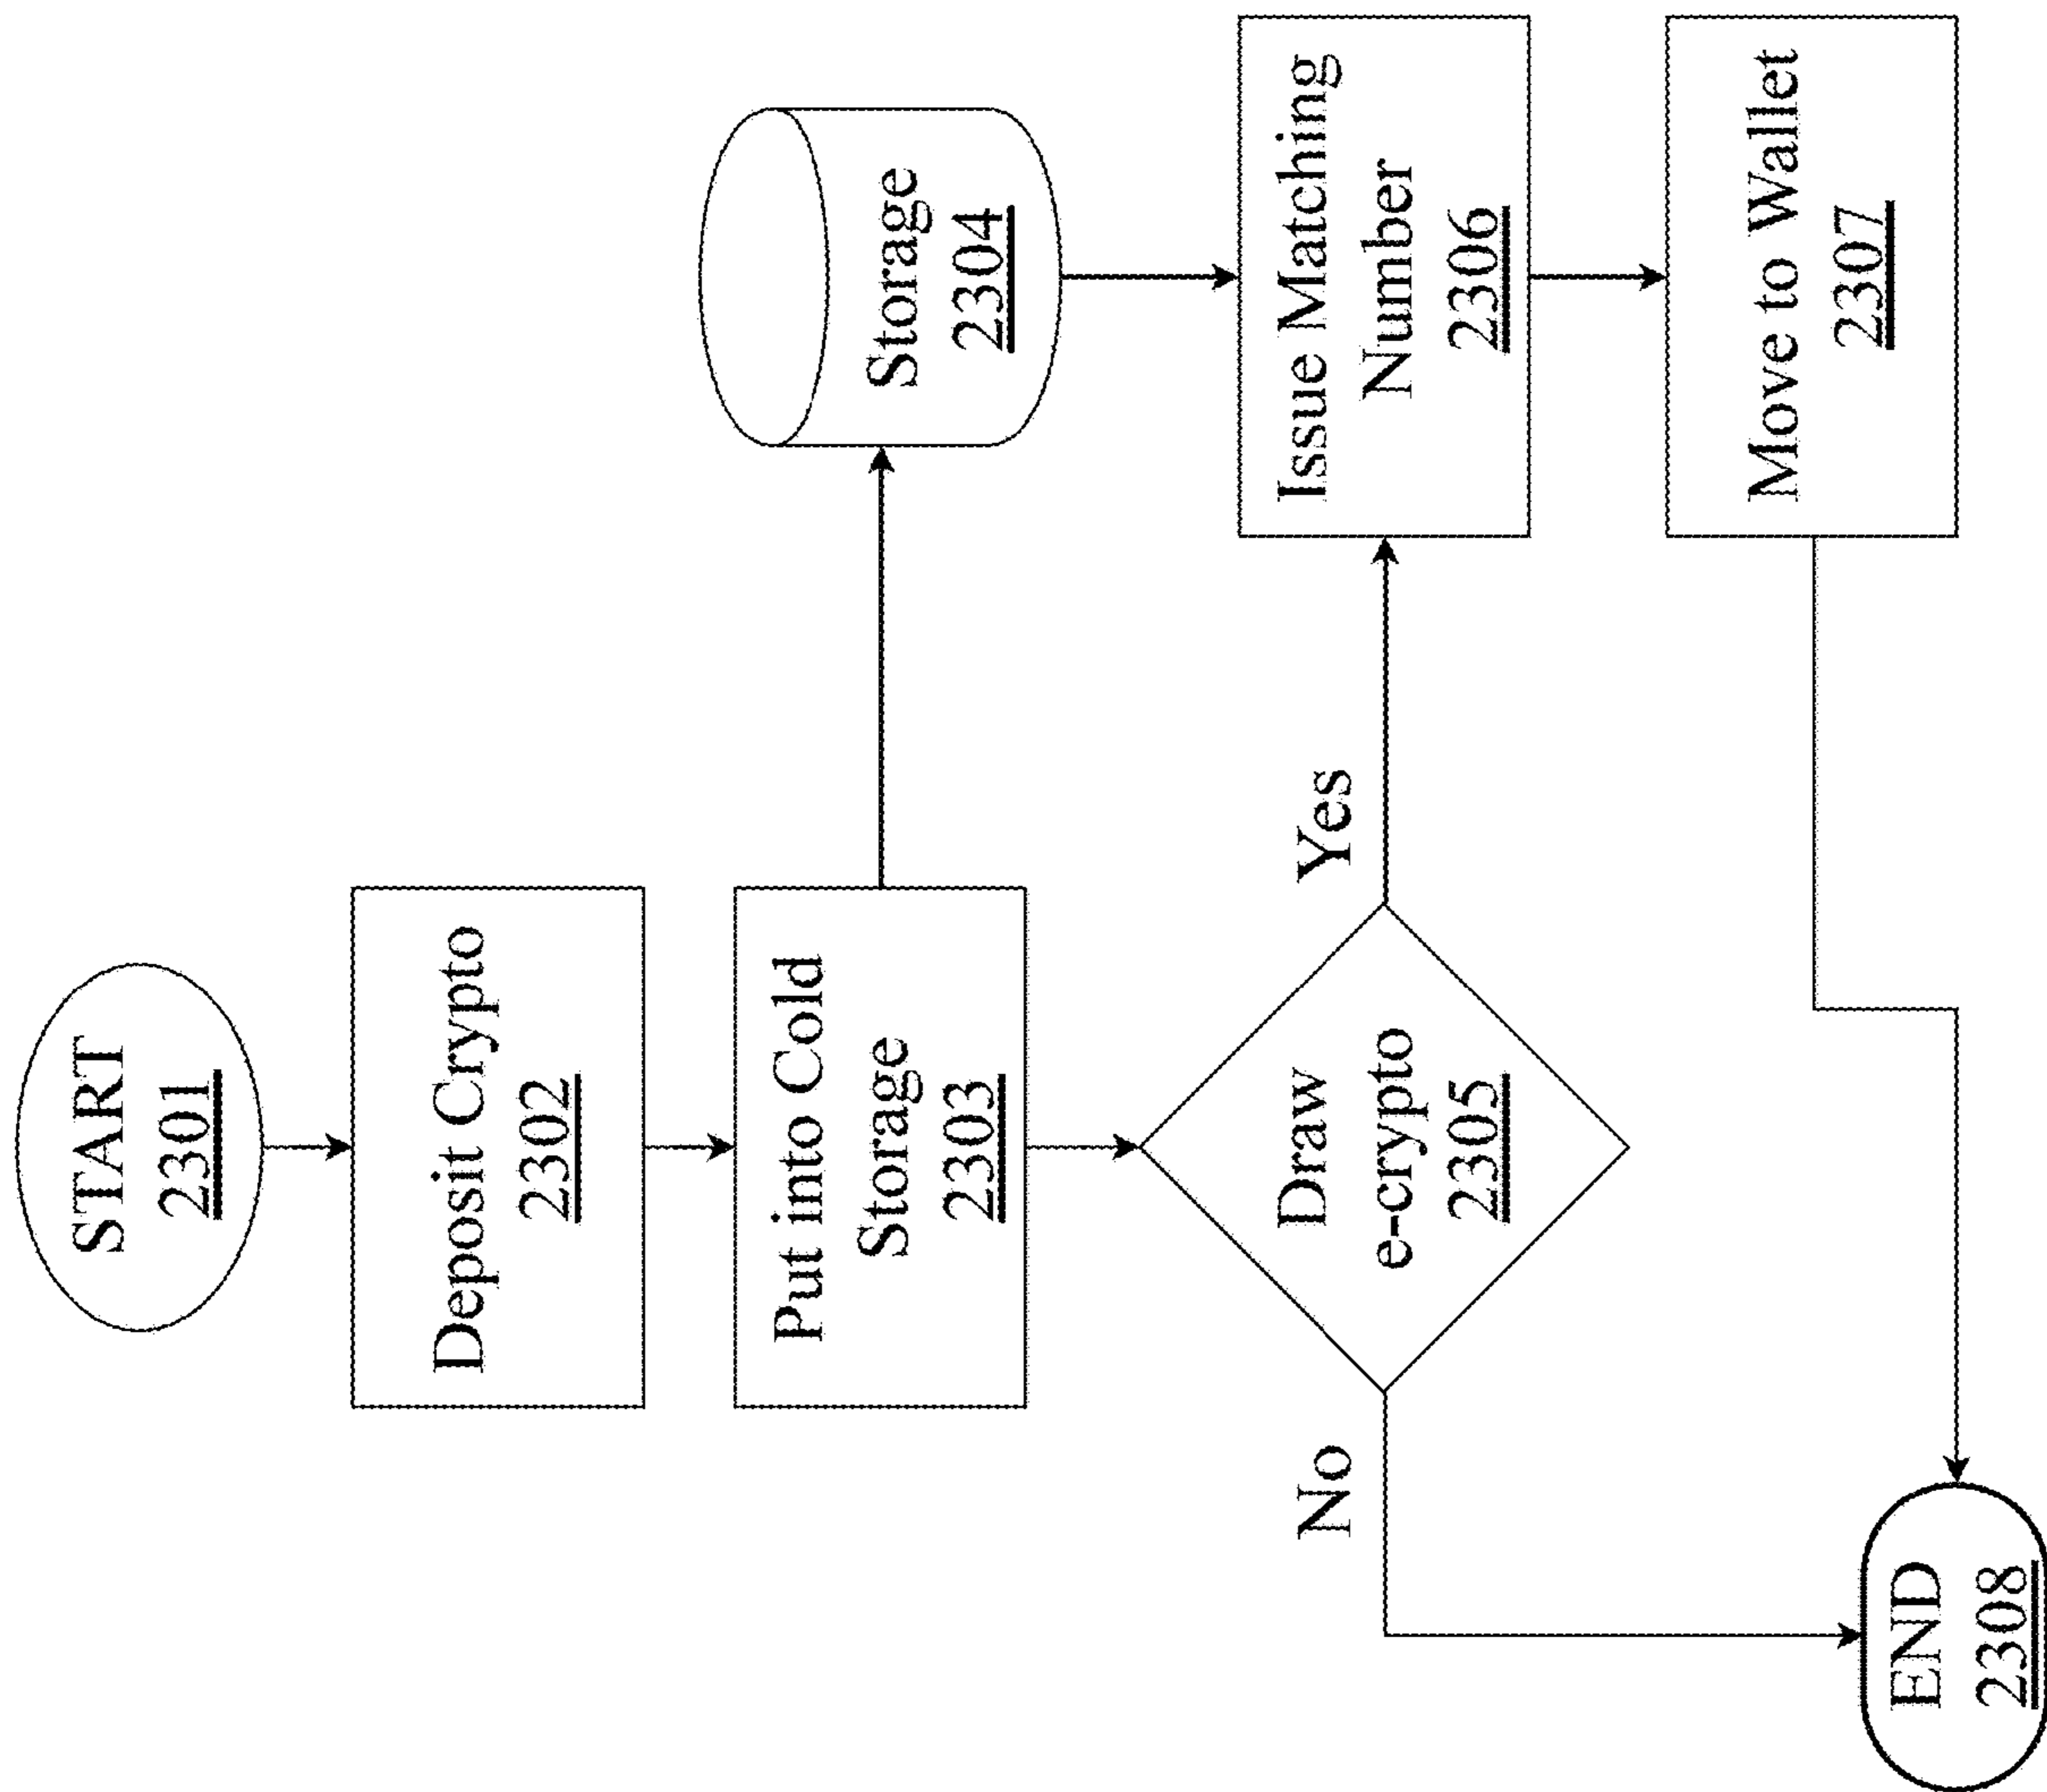 START
2301
Deposit Crypto
2302
Put into Cold
Storage
2303
Storage
2304
Draw
e-crypto
2305
Yes
No
Issue Matching
Number
2306
Move to Wallet
2307
END
2308